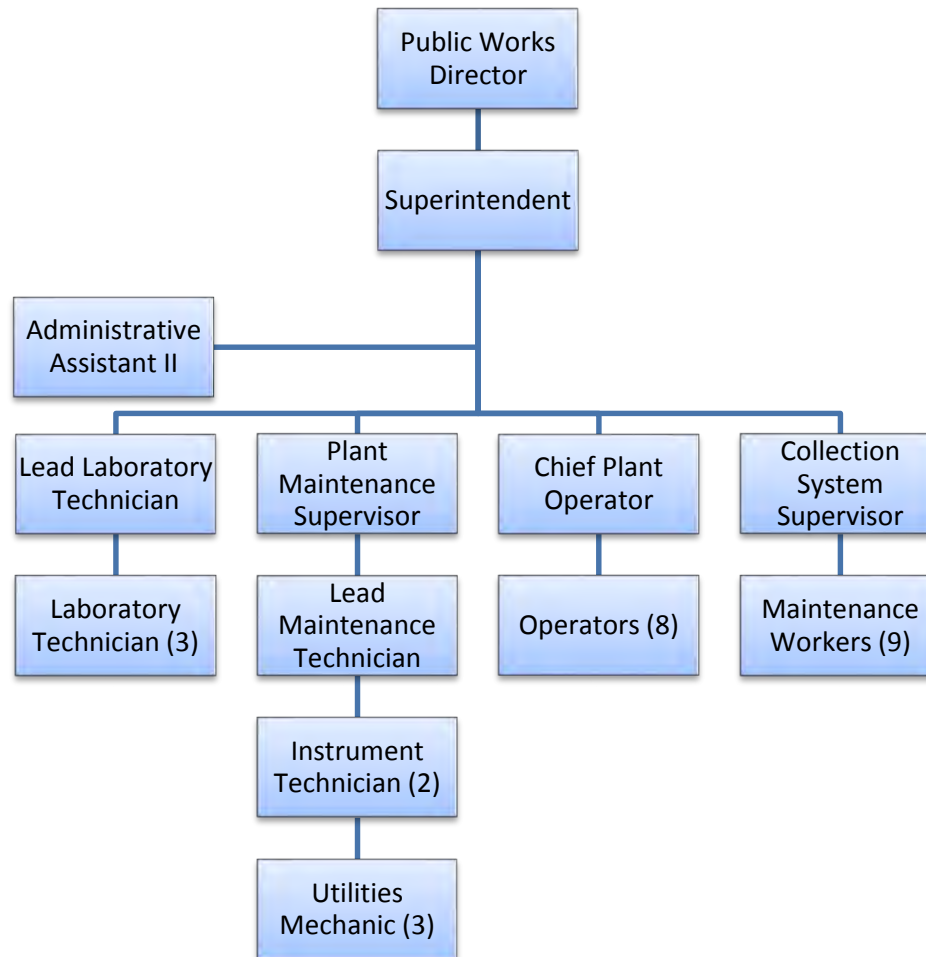 Public Works
Director
Superintendent
Administrative
Assistant II
Lead Laboratory
Technician
Plant
Maintenance
Supervisor
Chief Plant
Operator
Collection
System
Supervisor
Laboratory
Technician (3)
Lead
Maintenance
Technician
Operators (8)
Maintenance
Workers (9)
Instrument
Technician (2)
Utilities
Mechanic (3)